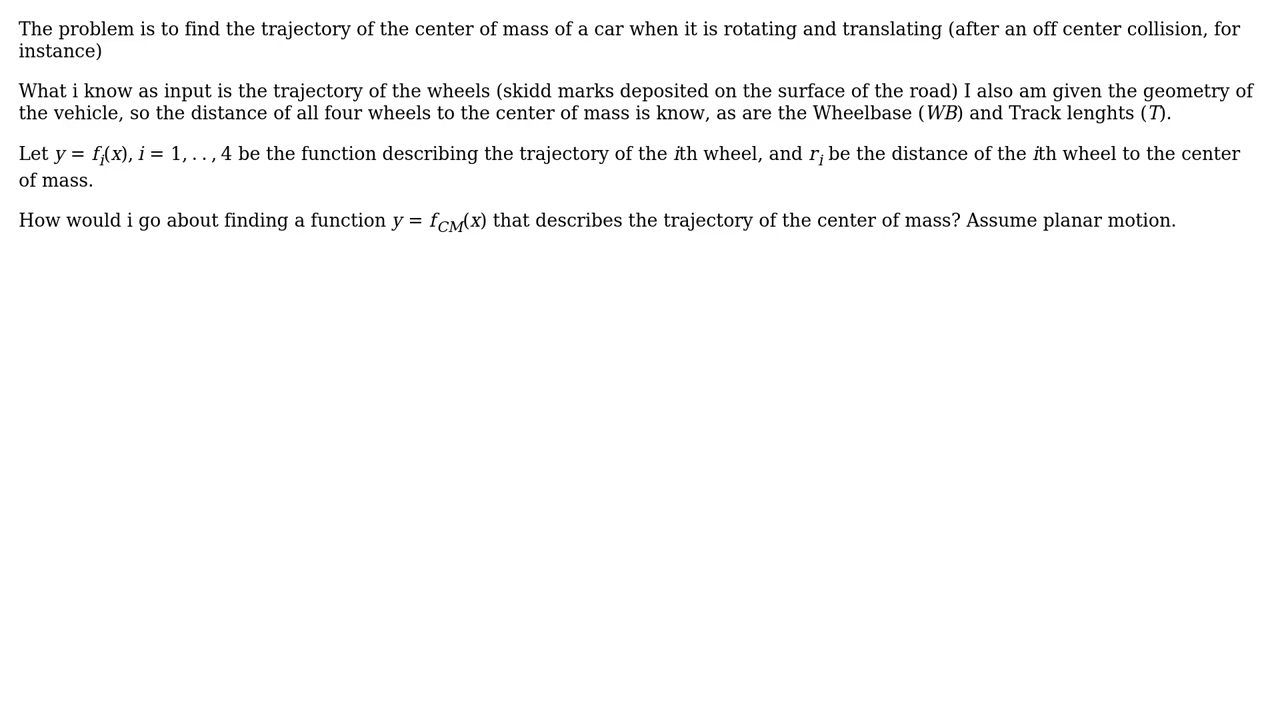 The problem is to find the trajectory of the center of mass of a car when it is rotating and translating (after an off center collision, for
instance)
What i know as input is the trajectory of the wheels (skidd marks deposited on the surface of the road) I also am given the geometry of
the vehicle, so the distance of all four wheels to the center of mass is know, as are the Wheelbase (WB) and Track lenghts (T).
Let y = f_i(x), i = 1, . . , 4 be the function describing the trajectory of the ith wheel, and r_i be the distance of the ith wheel to the center
of mass.
How would i go about finding a function y = f_{CM}(x) that describes the trajectory of the center of mass? Assume planar motion.